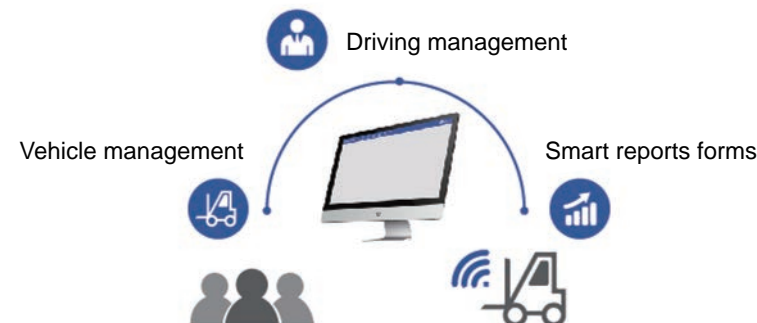 Driving management
Vehicle management
Smart reports forms